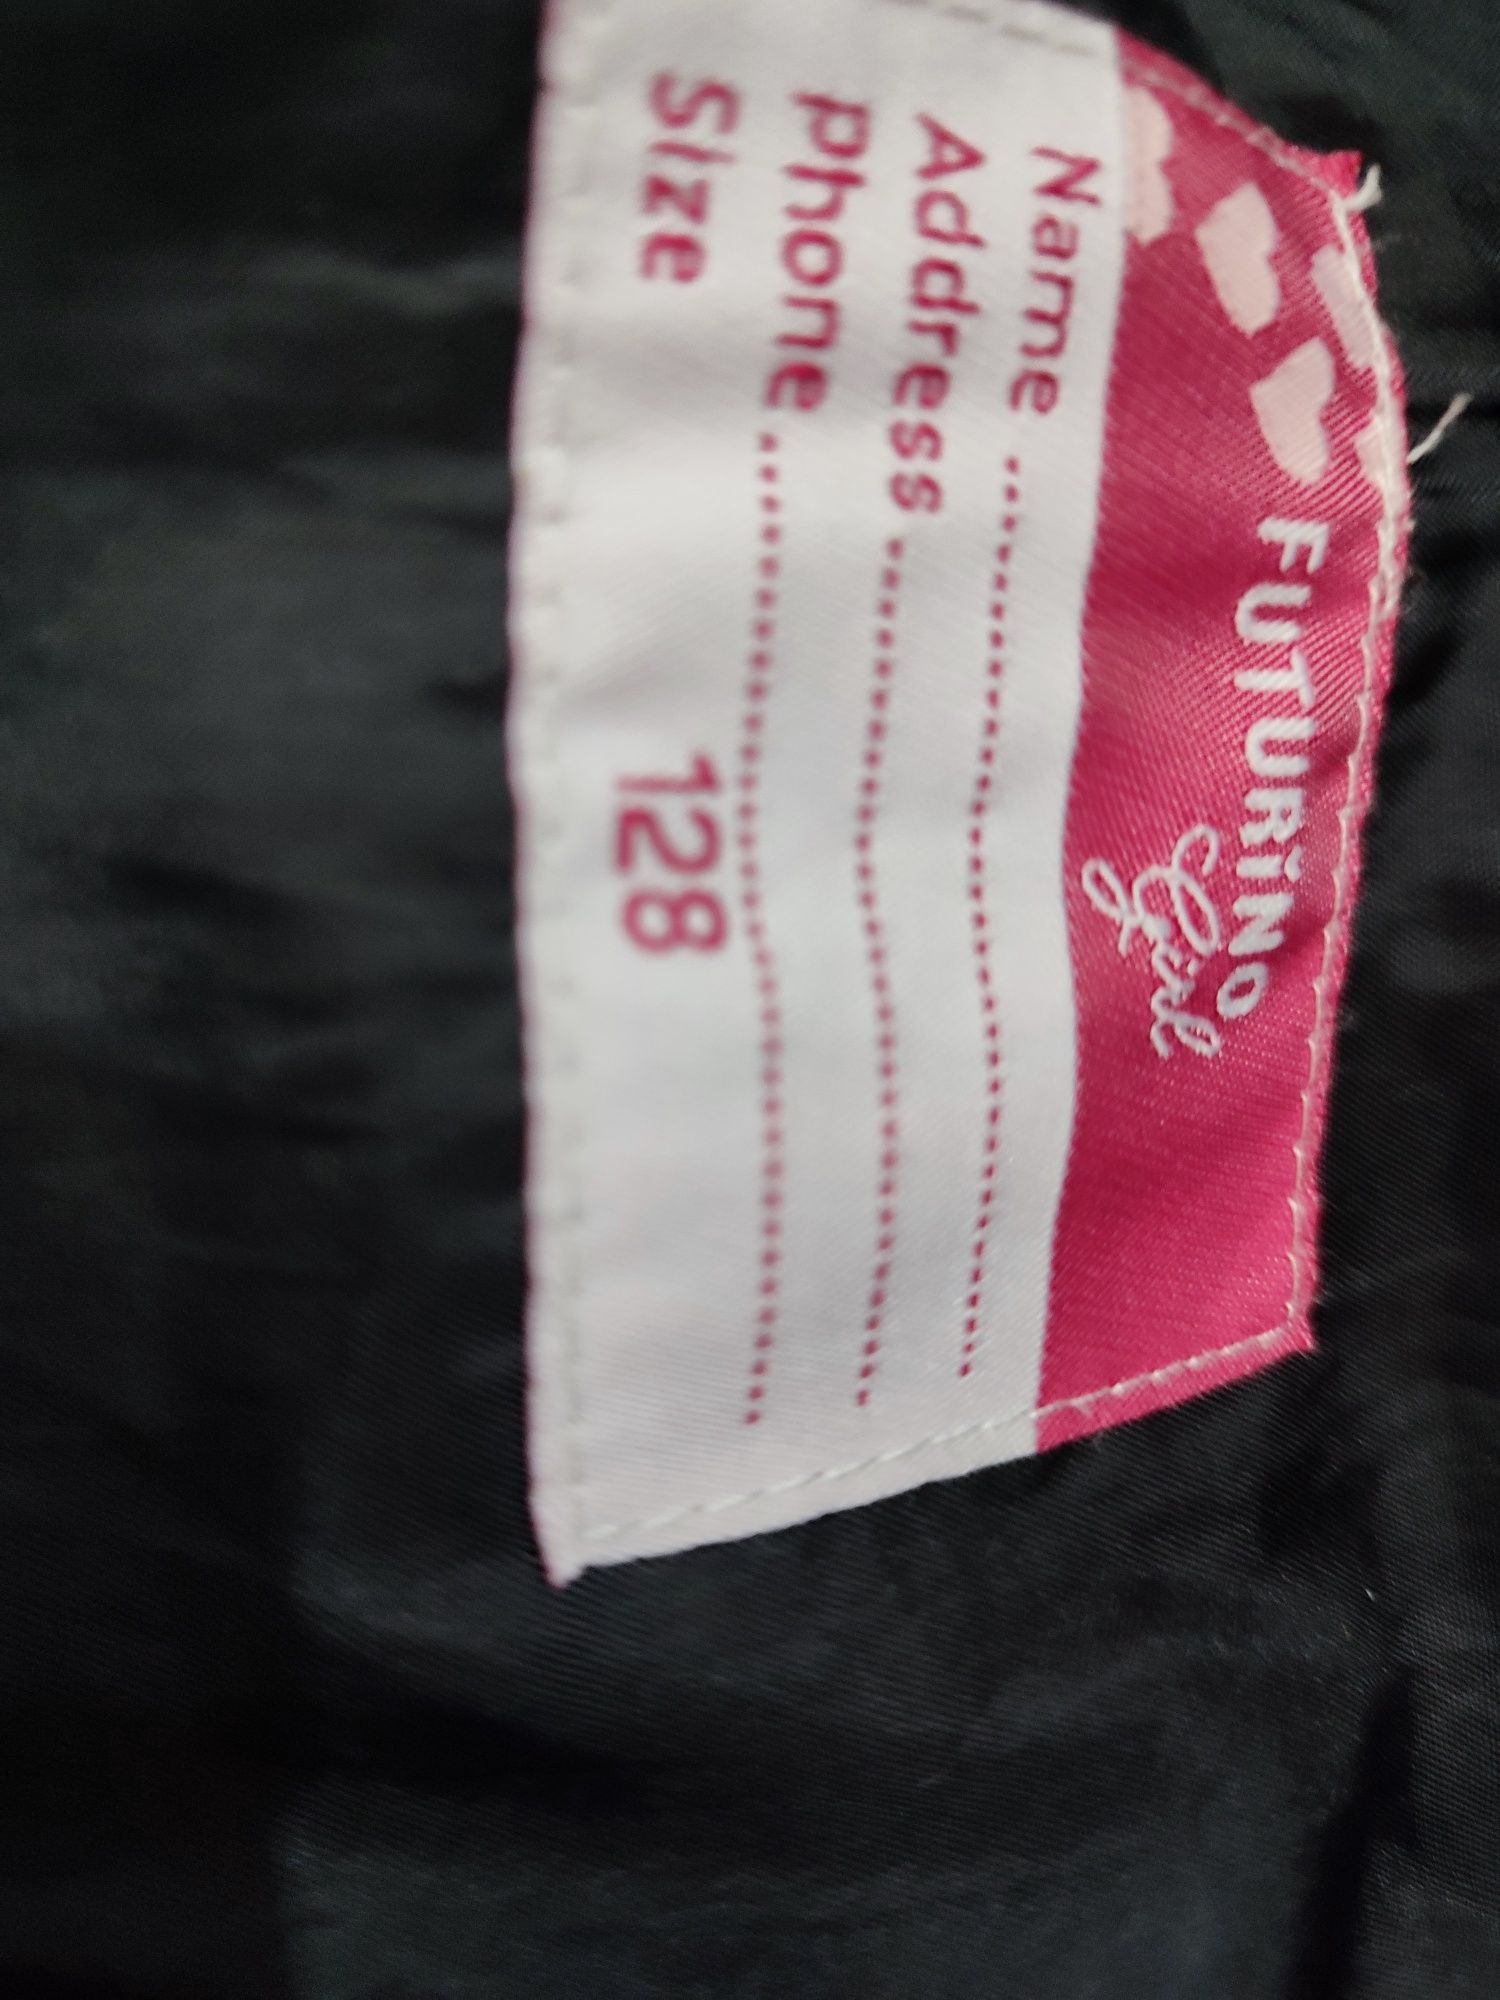 FUTURINO
Girl
Name ................................................
Address .............................................
Phone ................................................
Size 128